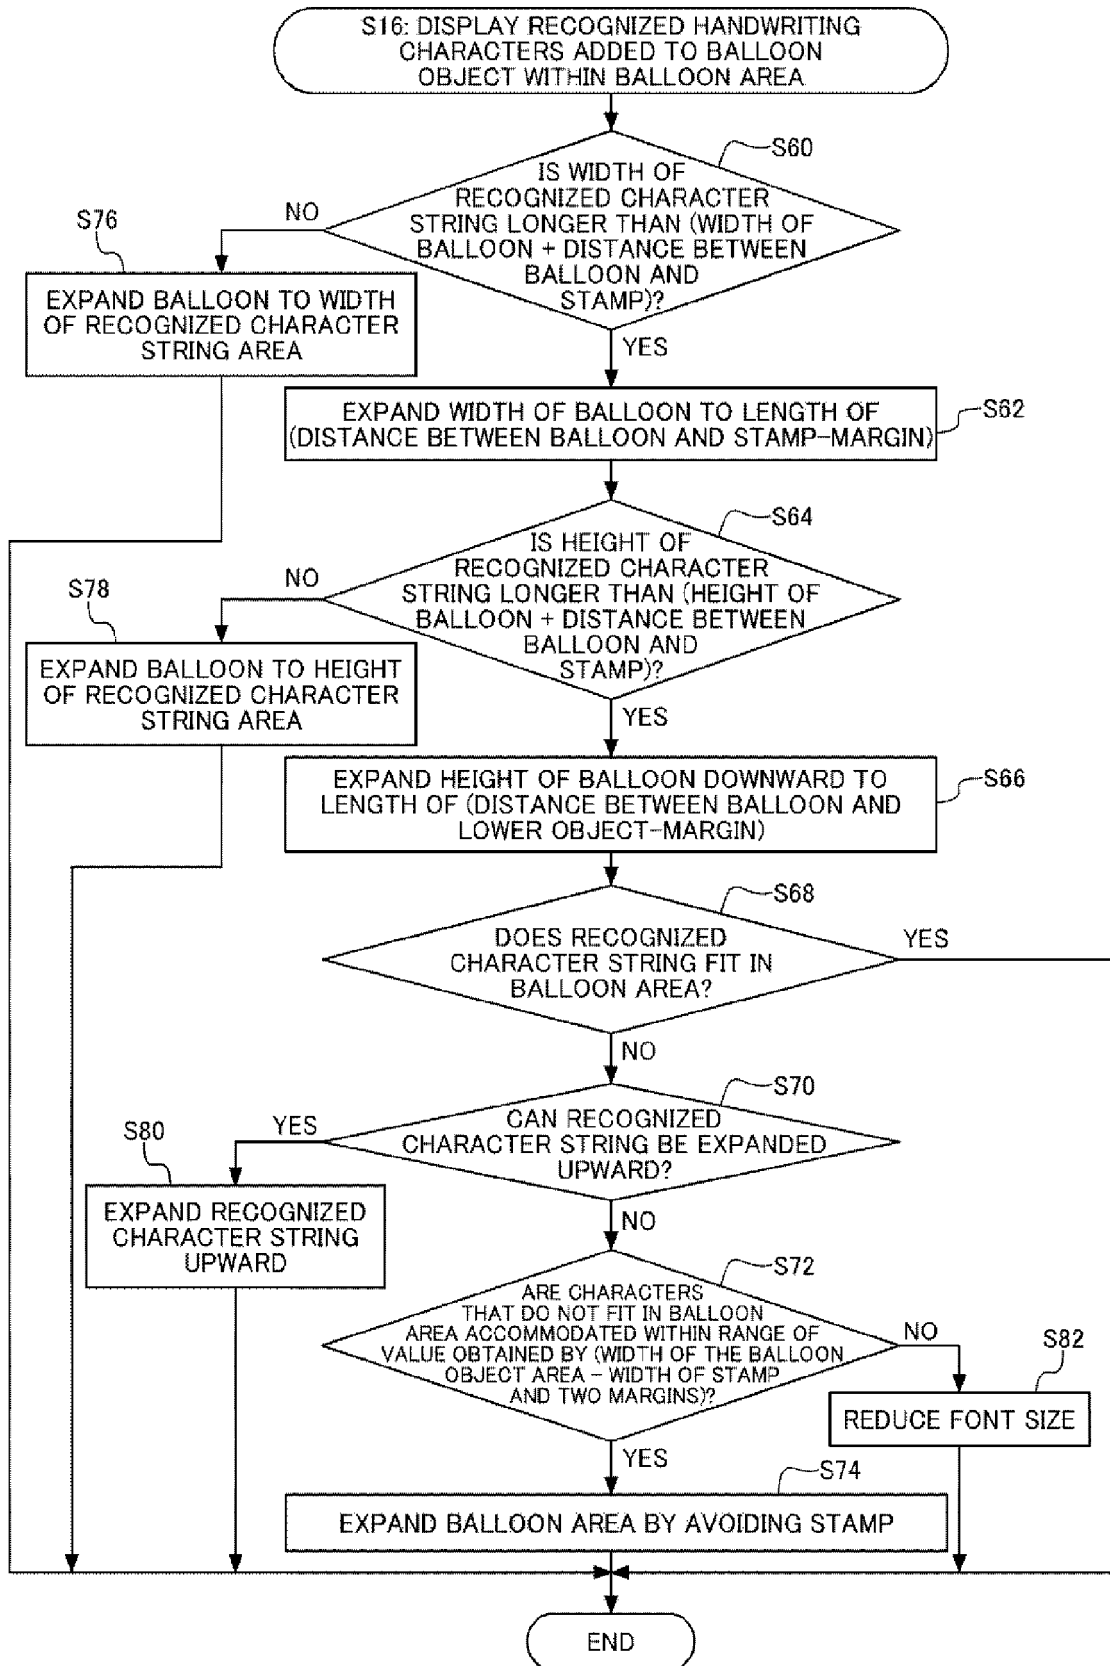 S16: DISPLAY RECOGNIZED HANDWRITING
CHARACTERS ADDED TO BALLOON
OBJECT WITHIN BALLOON AREA
S60
IS WIDTH OF
RECOGNIZED CHARACTER
STRING LONGER THAN (WIDTH OF
BALLOON + DISTANCE BETWEEN
BALLOON AND
STAMP)?
NO
S76
EXPAND BALLOON TO WIDTH
OF RECOGNIZED CHARACTER
STRING AREA
YES
S62
EXPAND WIDTH OF BALLOON TO LENGTH OF
(DISTANCE BETWEEN BALLOON AND STAMP-MARGIN)
S64
IS HEIGHT OF
RECOGNIZED CHARACTER
STRING LONGER THAN (HEIGHT OF
BALLOON + DISTANCE BETWEEN
BALLOON AND
STAMP)?
NO
S78
EXPAND BALLOON TO HEIGHT
OF RECOGNIZED CHARACTER
STRING AREA
YES
S66
EXPAND HEIGHT OF BALLOON DOWNWARD TO
LENGTH OF (DISTANCE BETWEEN BALLOON AND
LOWER OBJECT-MARGIN)
S68
DOES RECOGNIZED
CHARACTER STRING FIT IN
BALLOON AREA?
YES
NO
S70
CAN RECOGNIZED
CHARACTER STRING BE EXPANDED
UPWARD?
YES
S80
EXPAND RECOGNIZED
CHARACTER STRING
UPWARD
NO
S72
ARE CHARACTERS
THAT DO NOT FIT IN BALLOON
AREA ACCOMMODATED WITHIN RANGE OF
VALUE OBTAINED BY (WIDTH OF THE BALLOON
OBJECT AREA - WIDTH OF STAMP
AND TWO MARGINS)?
NO
S82
REDUCE FONT SIZE
YES
S74
EXPAND BALLOON AREA BY AVOIDING STAMP
END